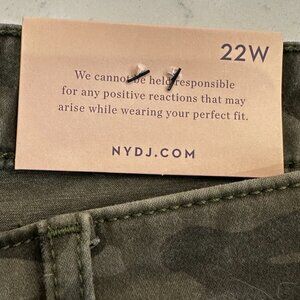 22W
We cannot be held responsible
for any positive reactions that may
arise while wearing your perfect fit.
NYDJ.COM